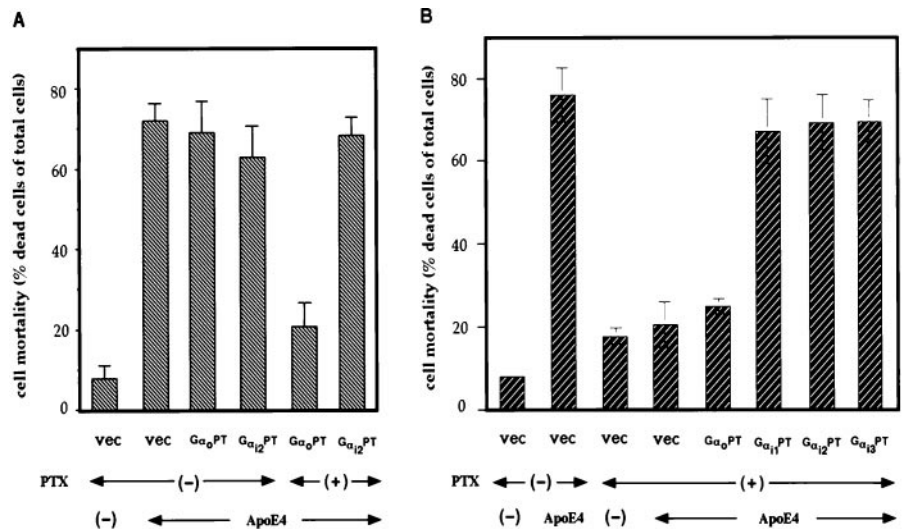 A
cell mortality (% dead cells of total cells)
80
60
40
20
0
vec vec GαoPT Gαi2PT GαoPT Gαi2PT
PTX (-) (+)
(-) ApoE4
B
cell mortality (% dead cells of total cells)
80
60
40
20
0
vec vec vec vec GαoPT Gαi1PT Gαi2PT Gαi3PT
PTX (-) (+)
(-) ApoE4 (-) ApoE4